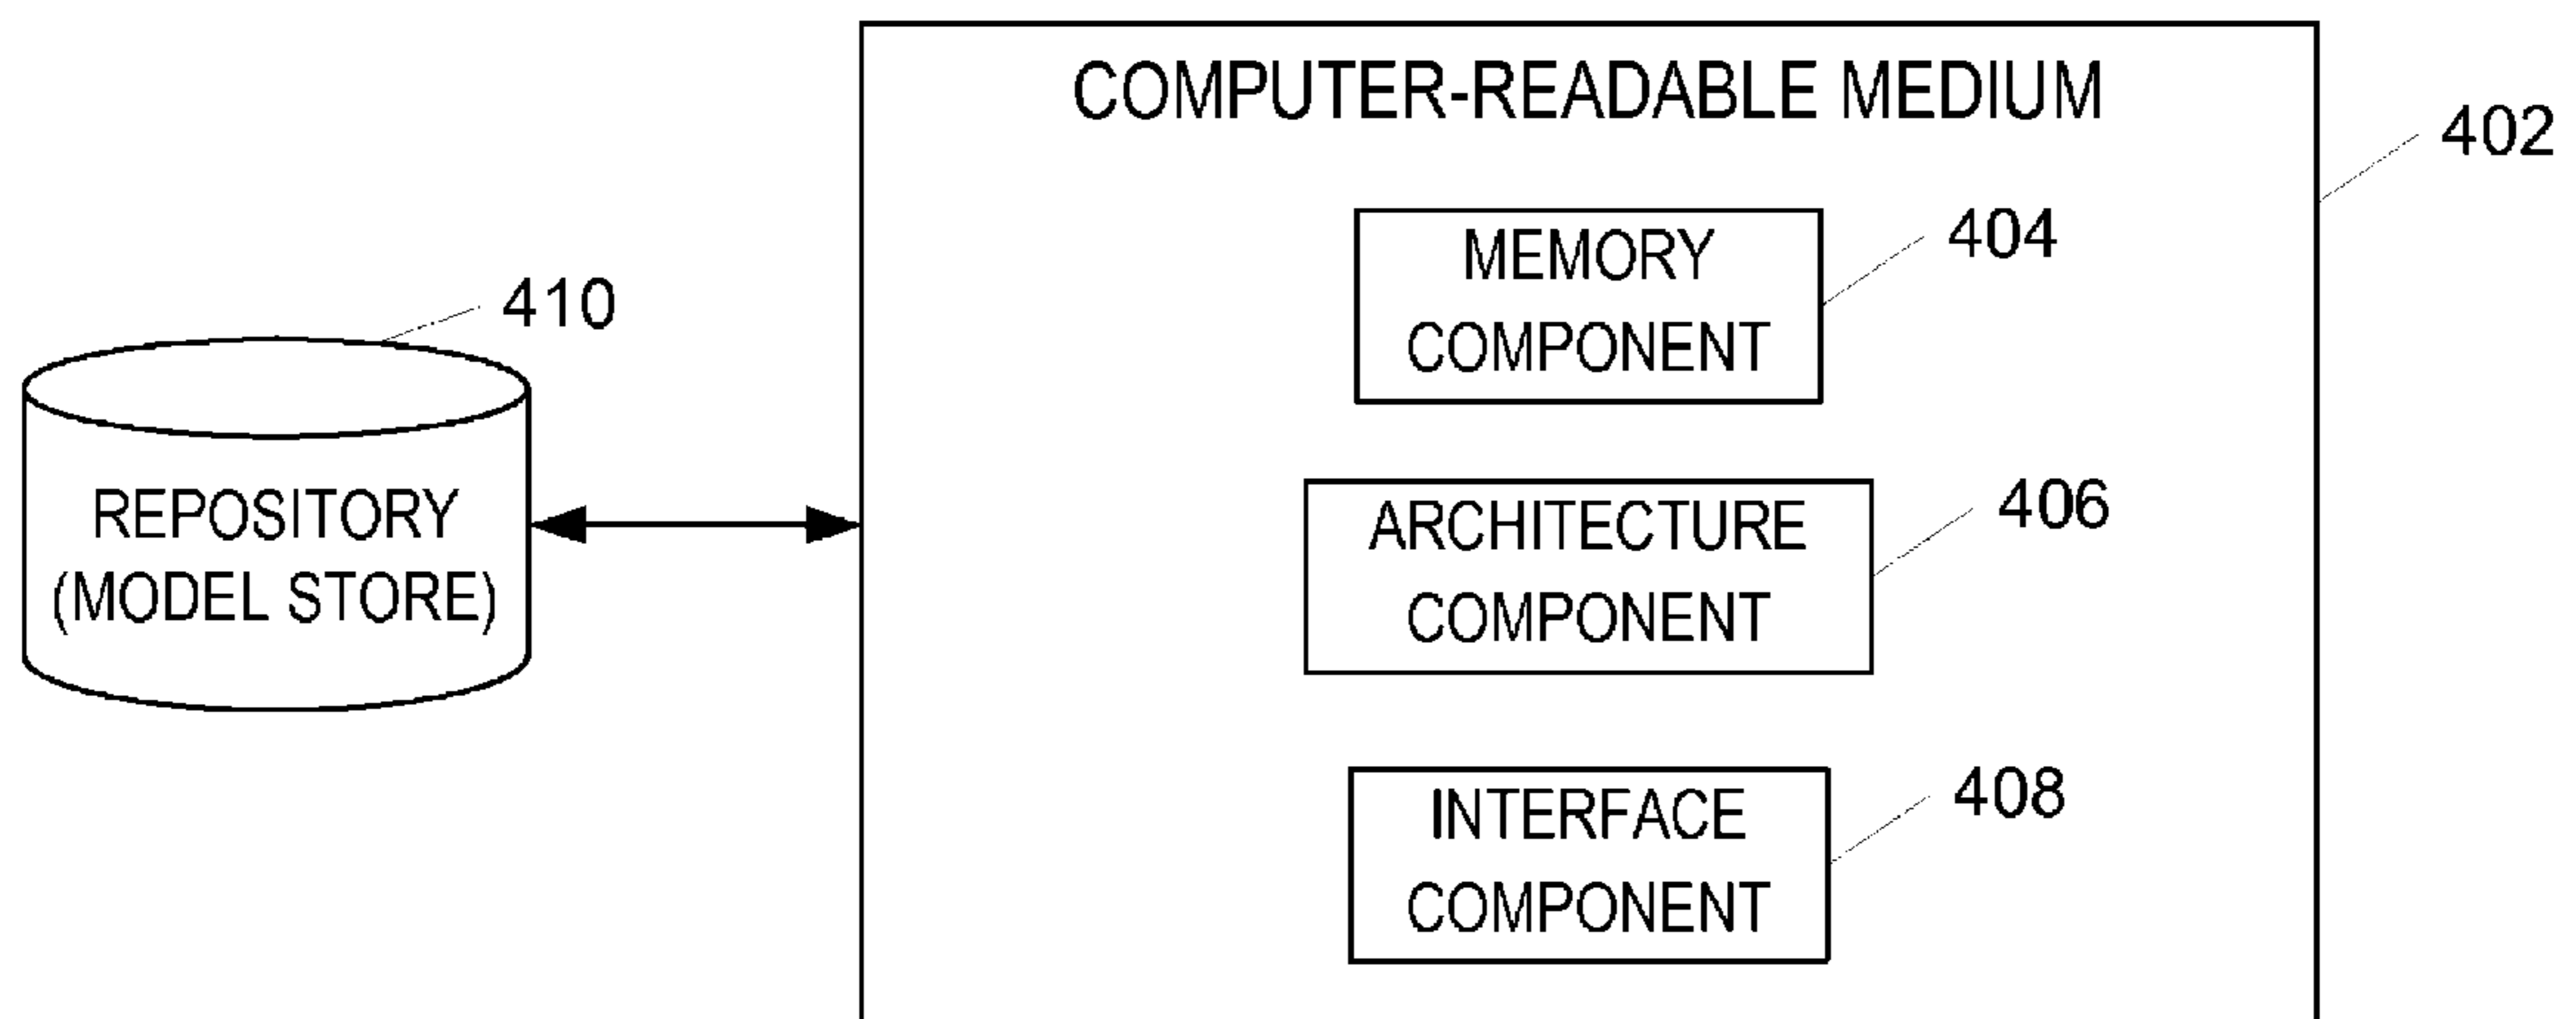 COMPUTER-READABLE MEDIUM
402
MEMORY
COMPONENT
404
410
REPOSITORY
(MODEL STORE)
ARCHITECTURE
COMPONENT
406
INTERFACE
COMPONENT
408